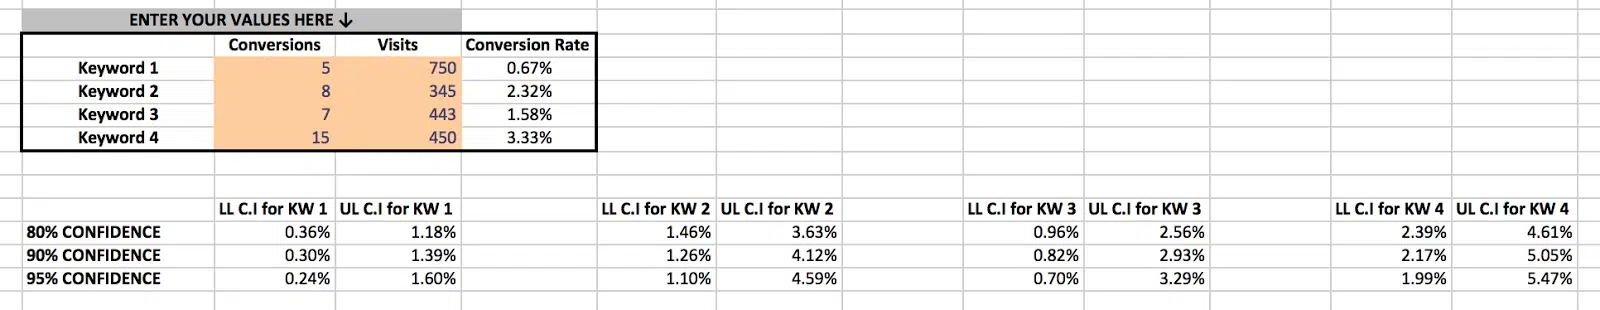 ENTER YOUR VALUES HERE ↓
Conversions Visits Conversion Rate
Keyword 1 5 750 0.67%
Keyword 2 8 345 2.32%
Keyword 3 7 443 1.58%
Keyword 4 15 450 3.33%
LL C.I for KW 1 UL C.I for KW 1 LL C.I for KW 2 UL C.I for KW 2 LL C.I for KW 3 UL C.I for KW 3 LL C.I for KW 4 UL C.I for KW 4
80% CONFIDENCE 0.36% 1.18% 1.46% 3.63% 0.96% 2.56% 2.39% 4.61%
90% CONFIDENCE 0.30% 1.39% 1.26% 4.12% 0.82% 2.93% 2.17% 5.05%
95% CONFIDENCE 0.24% 1.60% 1.10% 4.59% 0.70% 3.29% 1.99% 5.47%